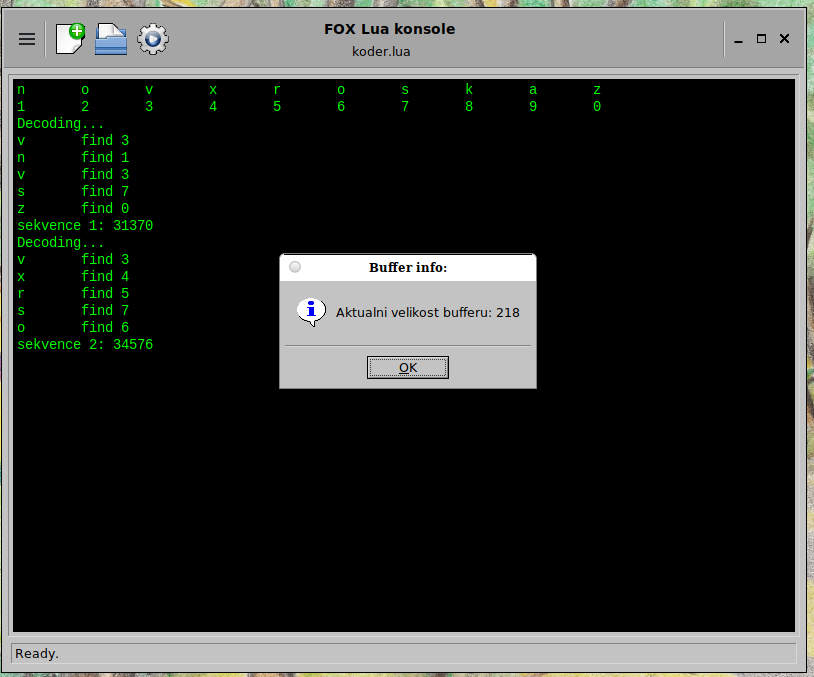 FOX Lua konsole
koder.lua
n o v x r o s k a z
1 2 3 4 5 6 7 8 9 0
Decoding...
v find 3
n find 1
v find 3
s find 7
z find 0
sekvence 1: 31370
Decoding...
v find 3
x find 4
r find 5
s find 7
o find 6
sekvence 2: 34576
Buffer info:
Aktualni velikost bufferu: 218
OK
Ready.